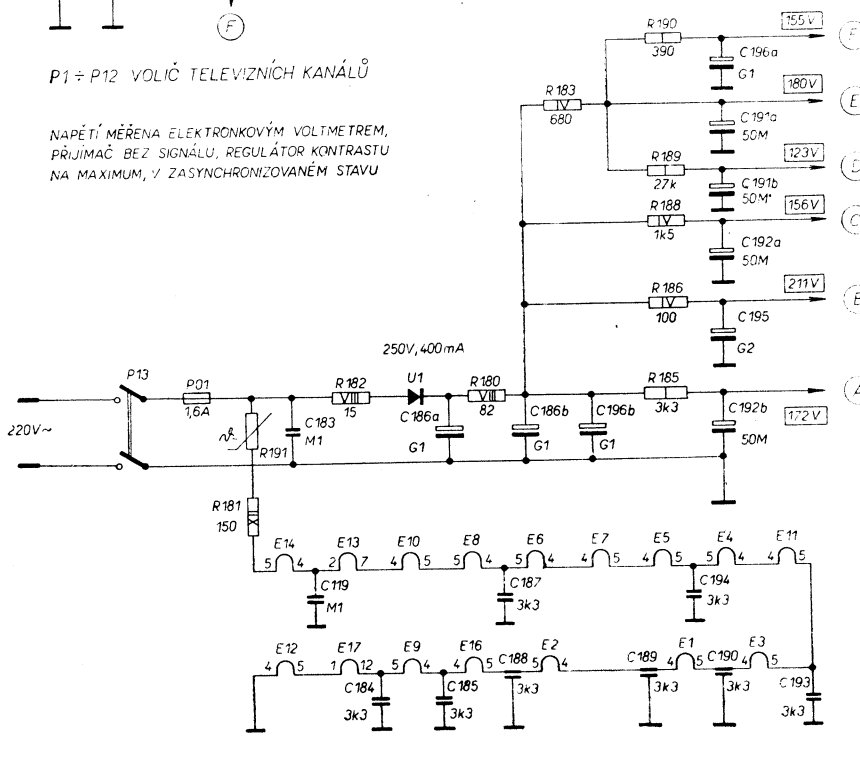 F
P1÷P12 VOLIČ TELEVIZNÍCH KANÁLŮ
NAPĚTÍ MĚŘENA ELEKTRONKOVÝM VOLTMETREM,
PŘIJÍMAČ BEZ SIGNÁLU, REGULÁTOR KONTRASTU
NA MAXIMUM, V ZASYNCHRONIZOVANÉM STAVU
R190
390
155V
C196a
G1
F
R183
680
180V
E
C191a
50M
R189
27k
123V
D
C191b
50M
R188
1k5
156V
C
C192a
50M
R186
100
211V
C195
G2
250V, 400mA
P13
PO1
1,6A
R182
15
U1
R180
82
R185
3k3
A
172V
220V~
R191
C183
M1
C186a
G1
C186b
G1
C196b
G1
C192b
50M
R181
150
E14
5 4
E13
2 7
E10
4 5
E8
5 4
E6
5 4
E7
4 5
E5
4 5
E4
5 4
E11
4 5
C119
M1
C187
3k3
C194
3k3
E12
4 5
E17
1 12
E9
5 4
E16
4 5
C188
E2
5 4
C189
E1
4 5
C190
E3
4 5
C184
3k3
C185
3k3
3k3
3k3
3k3
C193
3k3